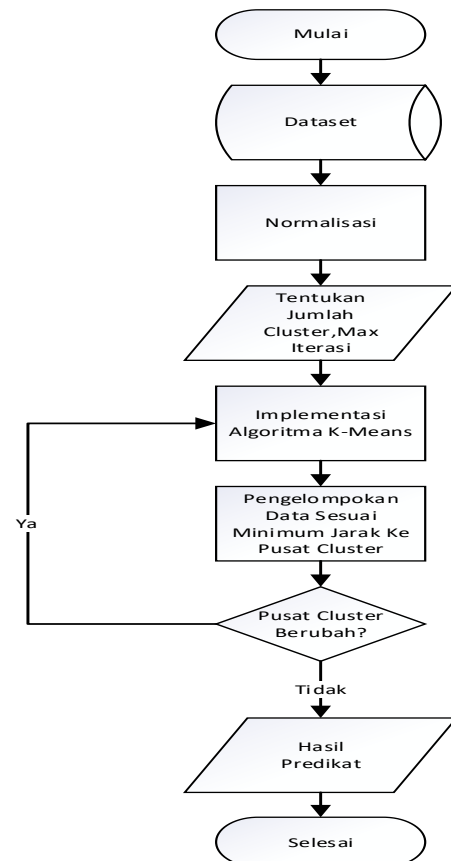 Mulai
Dataset
Normalisasi
Tentukan
Jumlah
Cluster,Max
Iterasi
Implementasi
Algoritma K-Means
Pengelompokan
Data Sesuai
Minimum Jarak Ke
Pusat Cluster
Ya
Pusat Cluster
Berubah?
Tidak
Hasil
Predikat
Selesai